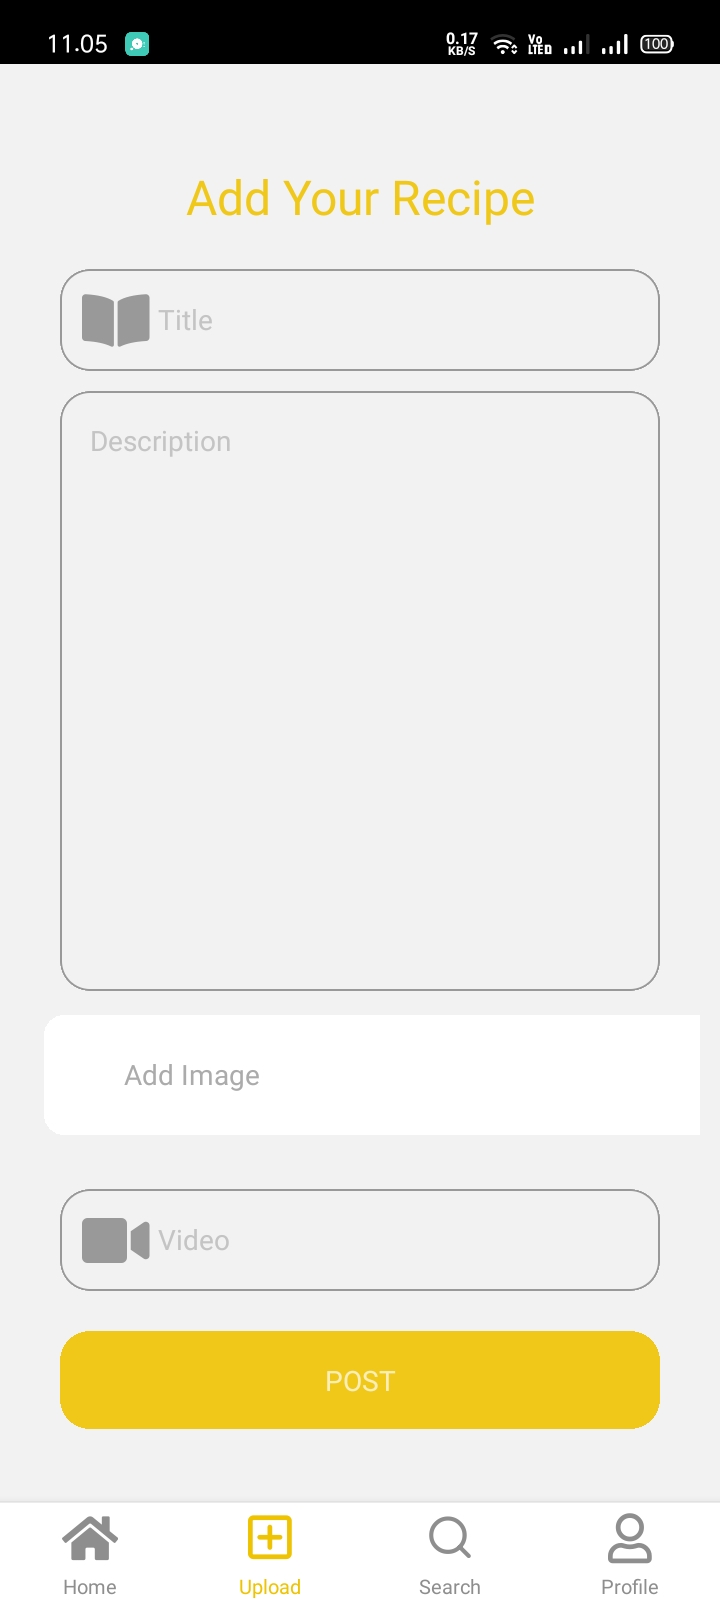 11.05 0.17 KB/S Vo LTE 100
Add Your Recipe
Title
Description
Add Image
Video
POST
Home Upload Search Profile